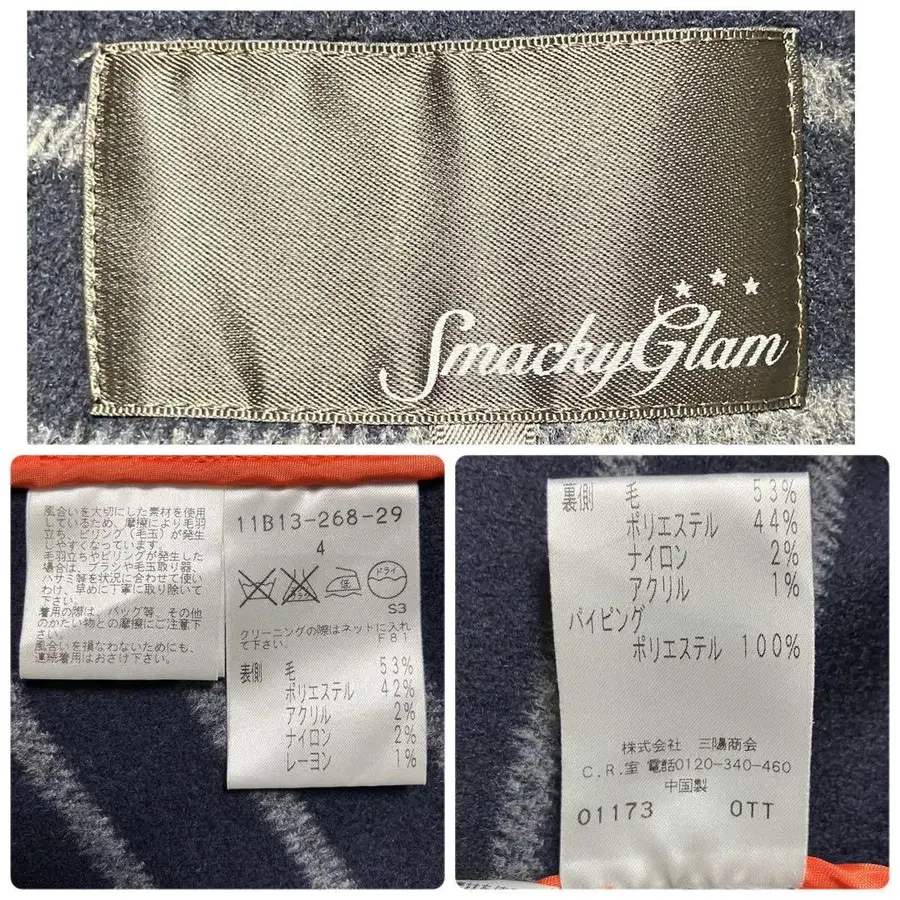 SmackyGlam
風合いを大切にした素材を使用
しているため、摩擦により毛羽
立ち、ピリング(毛玉)が発生
しやすくなっています。
毛羽立ちやピリングが発生した
場合は、ブラシや毛玉取り器、
ハサミ等を状況に合わせて使い
わけ、早めに丁寧に取り除いて
下さい。
着用の際は、バッグ等、その他
のかたい物との摩擦にご注意下
さい。
風合いを損なわないためにも、
連続着用はおさけ下さい。
11B13-268-29
4
低
ドライ
S3
クリーニングの際はネットに入れ
て下さい。 F81
表側 毛 53%
ポリエステル 42%
アクリル 2%
ナイロン 2%
レーヨン 1%
裏側 毛 53%
ポリエステル 44%
ナイロン 2%
アクリル 1%
パイピング
ポリエステル 100%
株式会社 三陽商会
C.R.室 電話0120-340-460
中国製
01173 OTT